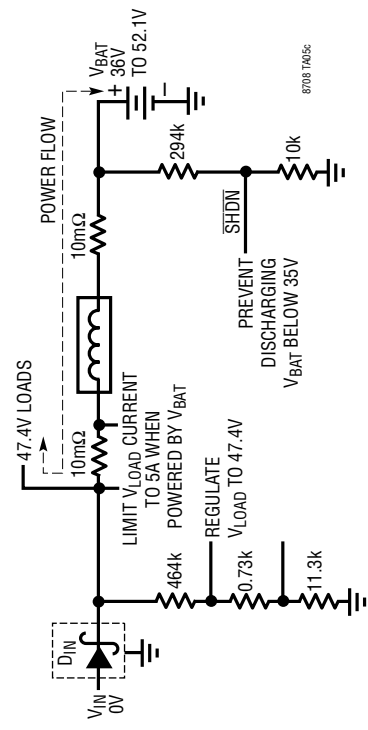 POWER FLOW
47.4V LOADS
V_BAT
36V
TO 52.1V
+
−
10mΩ
10mΩ
D_IN
V_IN
0V
LIMIT V_LOAD CURRENT
TO 5A WHEN
POWERED BY V_BAT
464k
REGULATE
V_LOAD TO 47.4V
0.73k
11.3k
294k
SHDN
PREVENT
DISCHARGING
V_BAT BELOW 35V
10k
8708 TA05c